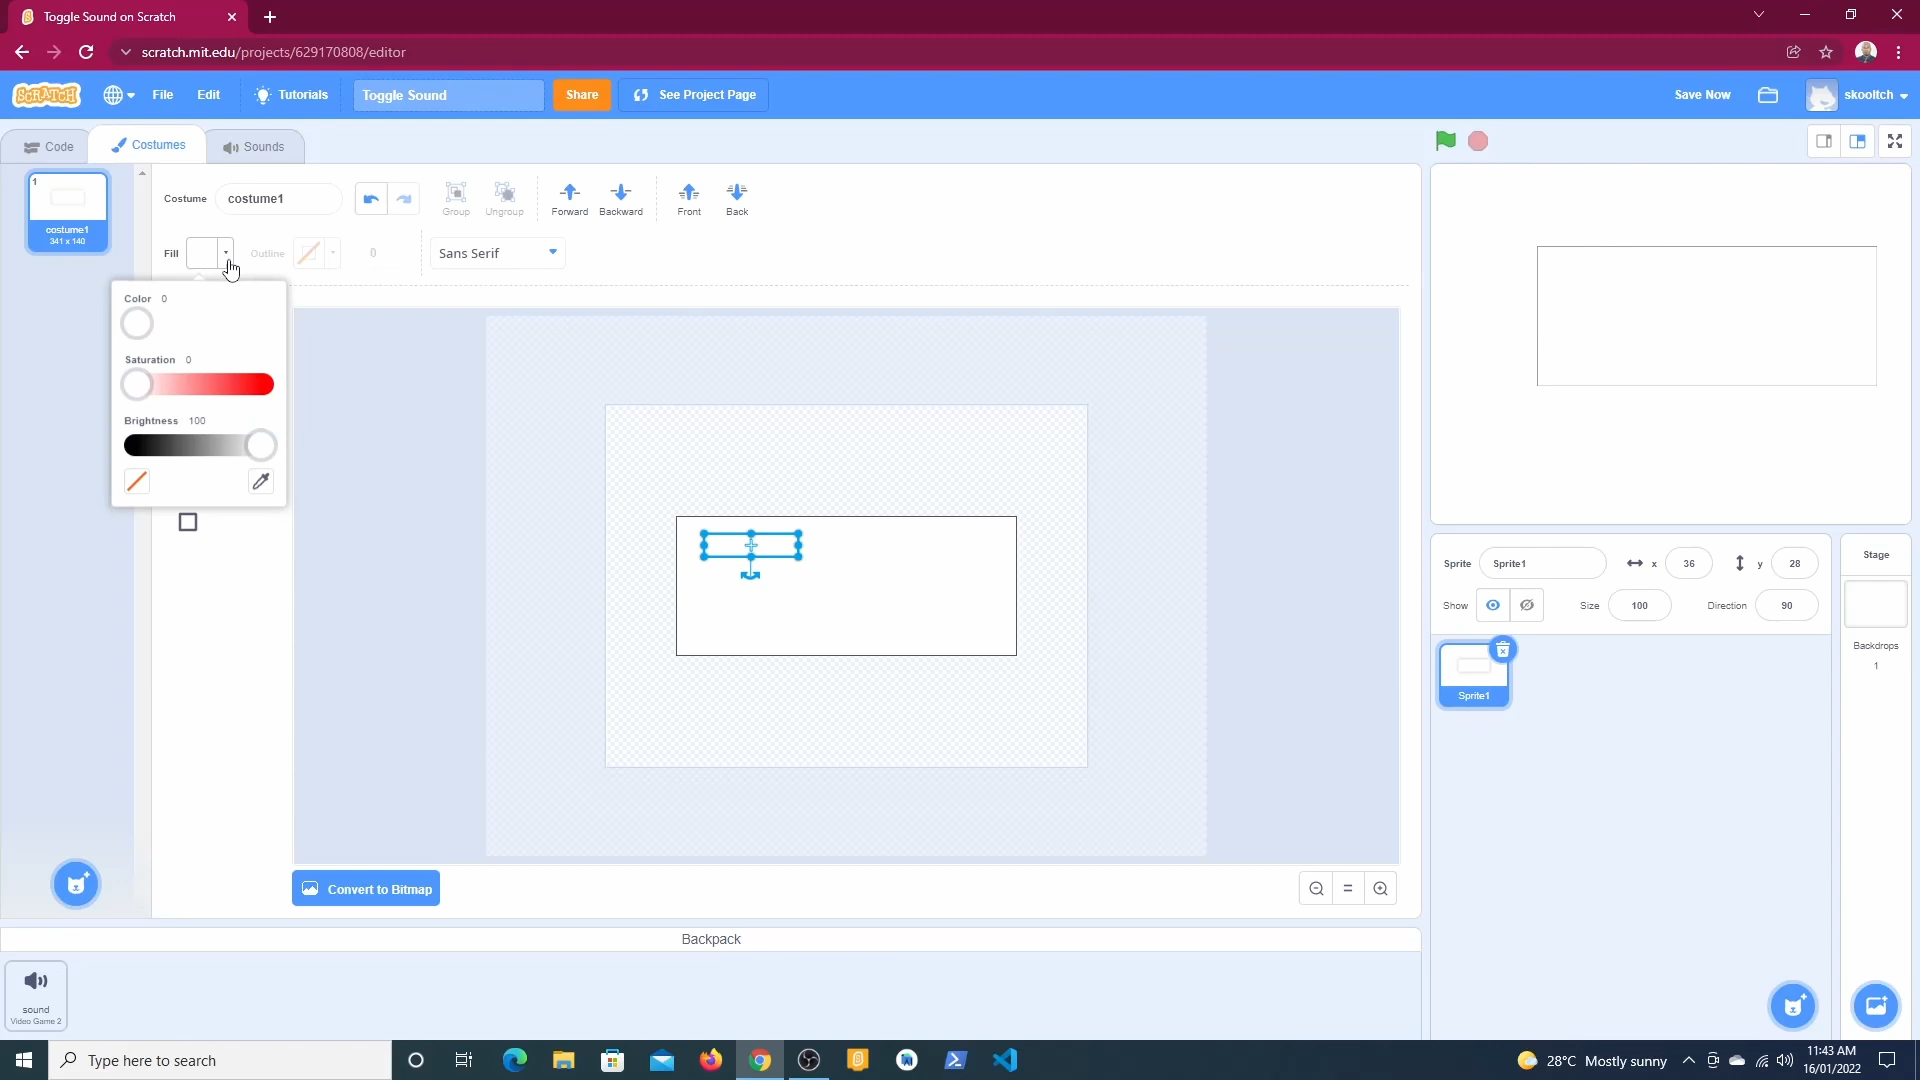 Toggle Sound on Scratch
scratch.mit.edu/projects/629170808/editor
SCRATCH
File
Edit
Tutorials
Toggle Sound
Share
See Project Page
Save Now
skooltch
Code
Costumes
Sounds
1
costume1
341 x 140
Costume
costume1
Group
Ungroup
Forward
Backward
Front
Back
Fill
Outline
0
Sans Serif
Color 0
Saturation 0
Brightness 100
Convert to Bitmap
Sprite
Sprite1
x
36
y
28
Show
Size
100
Direction
90
Sprite1
Stage
Backdrops
1
Backpack
sound
Video Game 2
Type here to search
28°C Mostly sunny
11:43 AM
16/01/2022